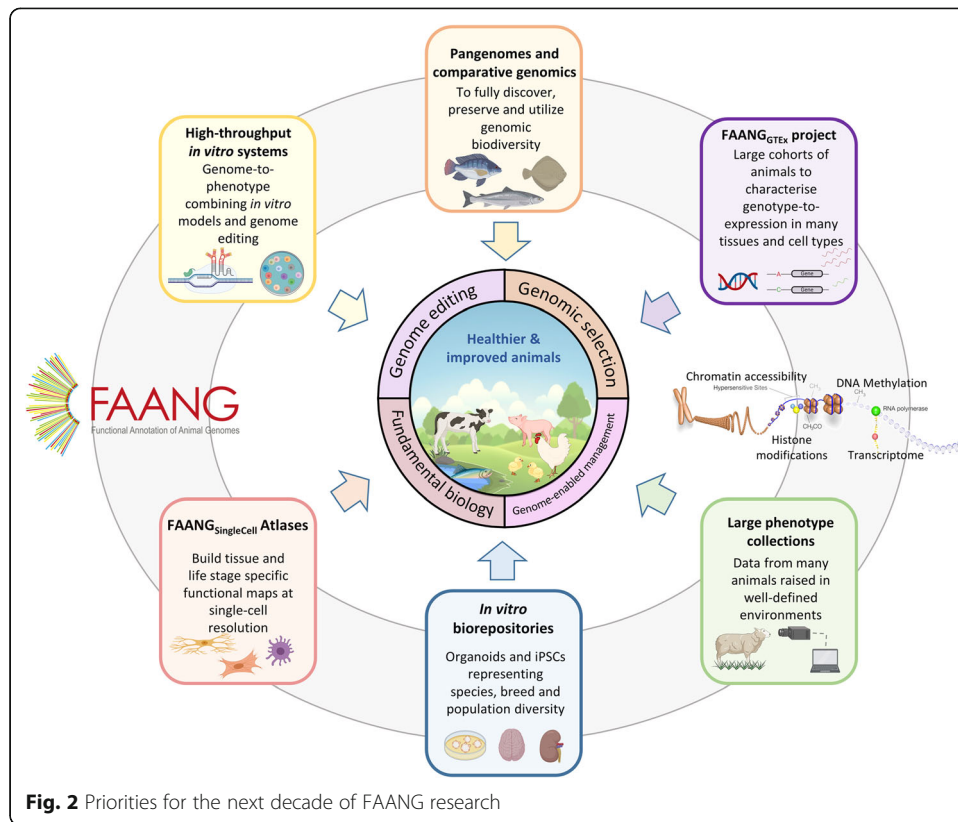 Pangenomes and
comparative genomics
To fully discover,
preserve and utilize
genomic
biodiversity
High-throughput
in vitro systems
Genome-to-
phenotype
combining in vitro
models and genome
editing
FAANGGTEx project
Large cohorts of
animals to
characterise
genotype-to-
expression in many
tissues and cell types
A
Gene
C
Gene
Genome editing
Genomic selection
Healthier &
improved animals
Fundamental biology
Genome-enabled management
FAANG
Functional Annotation of Animal Genomes
Chromatin accessibility
Hypersensitive Sites
CH3
DNA Methylation
CH3
RNA polymerase
CH3CO
Histone
modifications
Transcriptome
FAANGSingleCell Atlases
Build tissue and
life stage specific
functional maps at
single-cell
resolution
In vitro
biorepositories
Organoids and iPSCs
representing
species, breed and
population diversity
Large phenotype
collections
Data from many
animals raised in
well-defined
environments
Fig. 2 Priorities for the next decade of FAANG research